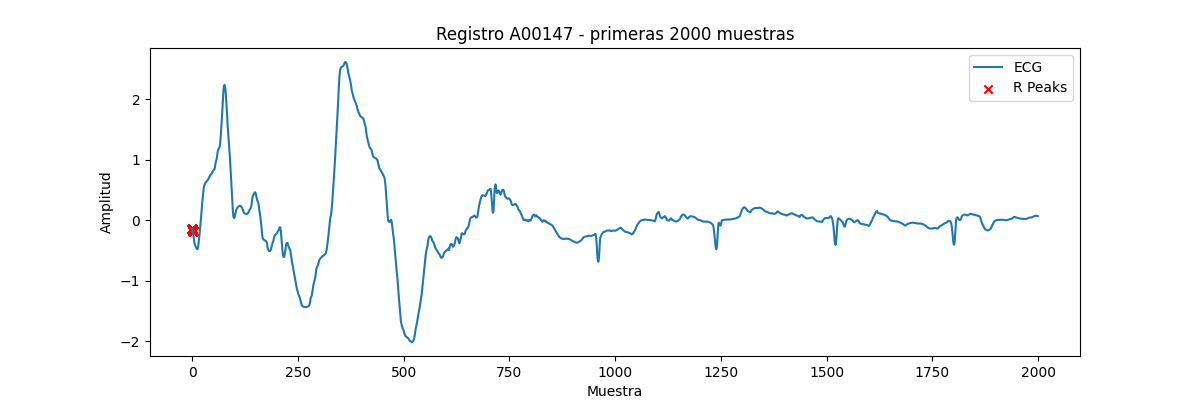 Registro A00147 - primeras 2000 muestras
ECG
R Peaks
Amplitud
2
1
0
−1
−2
0 250 500 750 1000 1250 1500 1750 2000
Muestra